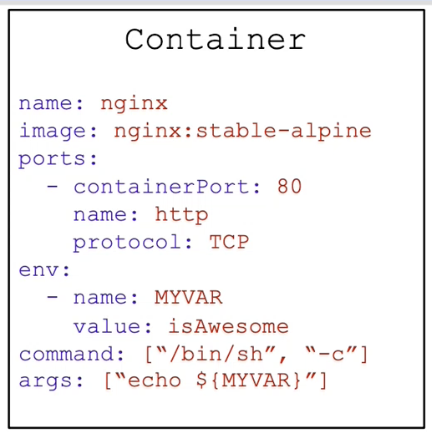 Container
name: nginx
image: nginx:stable-alpine
ports:
  - containerPort: 80
    name: http
    protocol: TCP
env:
  - name: MYVAR
    value: isAwesome
command: [“/bin/sh”, “-c”]
args: [“echo ${MYVAR}”]